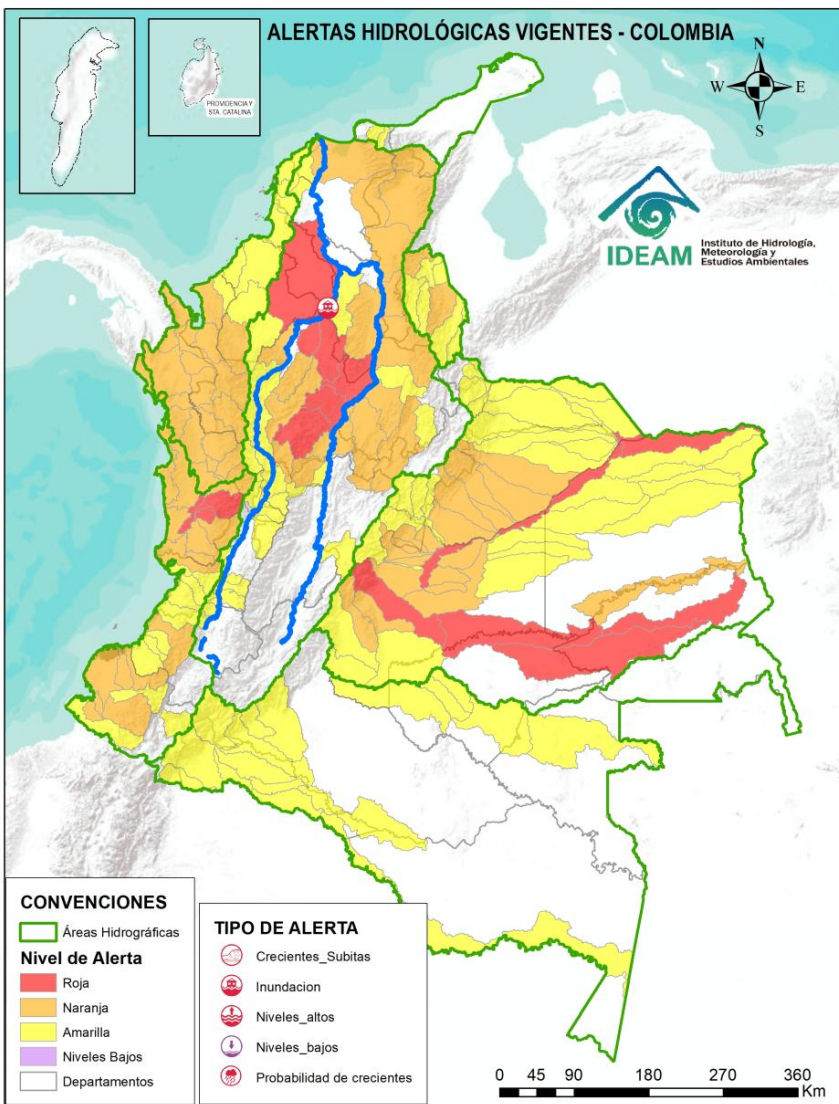 ALERTAS HIDROLÓGICAS VIGENTES - COLOMBIA
PROVIDENCIA Y
STA. CATALINA
N
W E
S
IDEAM
Instituto de Hidrología,
Meteorología y
Estudios Ambientales
CONVENCIONES
Áreas Hidrográficas
Nivel de Alerta
Roja
Naranja
Amarilla
Niveles Bajos
Departamentos
TIPO DE ALERTA
Crecientes_Subitas
Inundacion
Niveles_altos
Niveles_bajos
Probabilidad de crecientes
0 45 90 180 270 360
Km